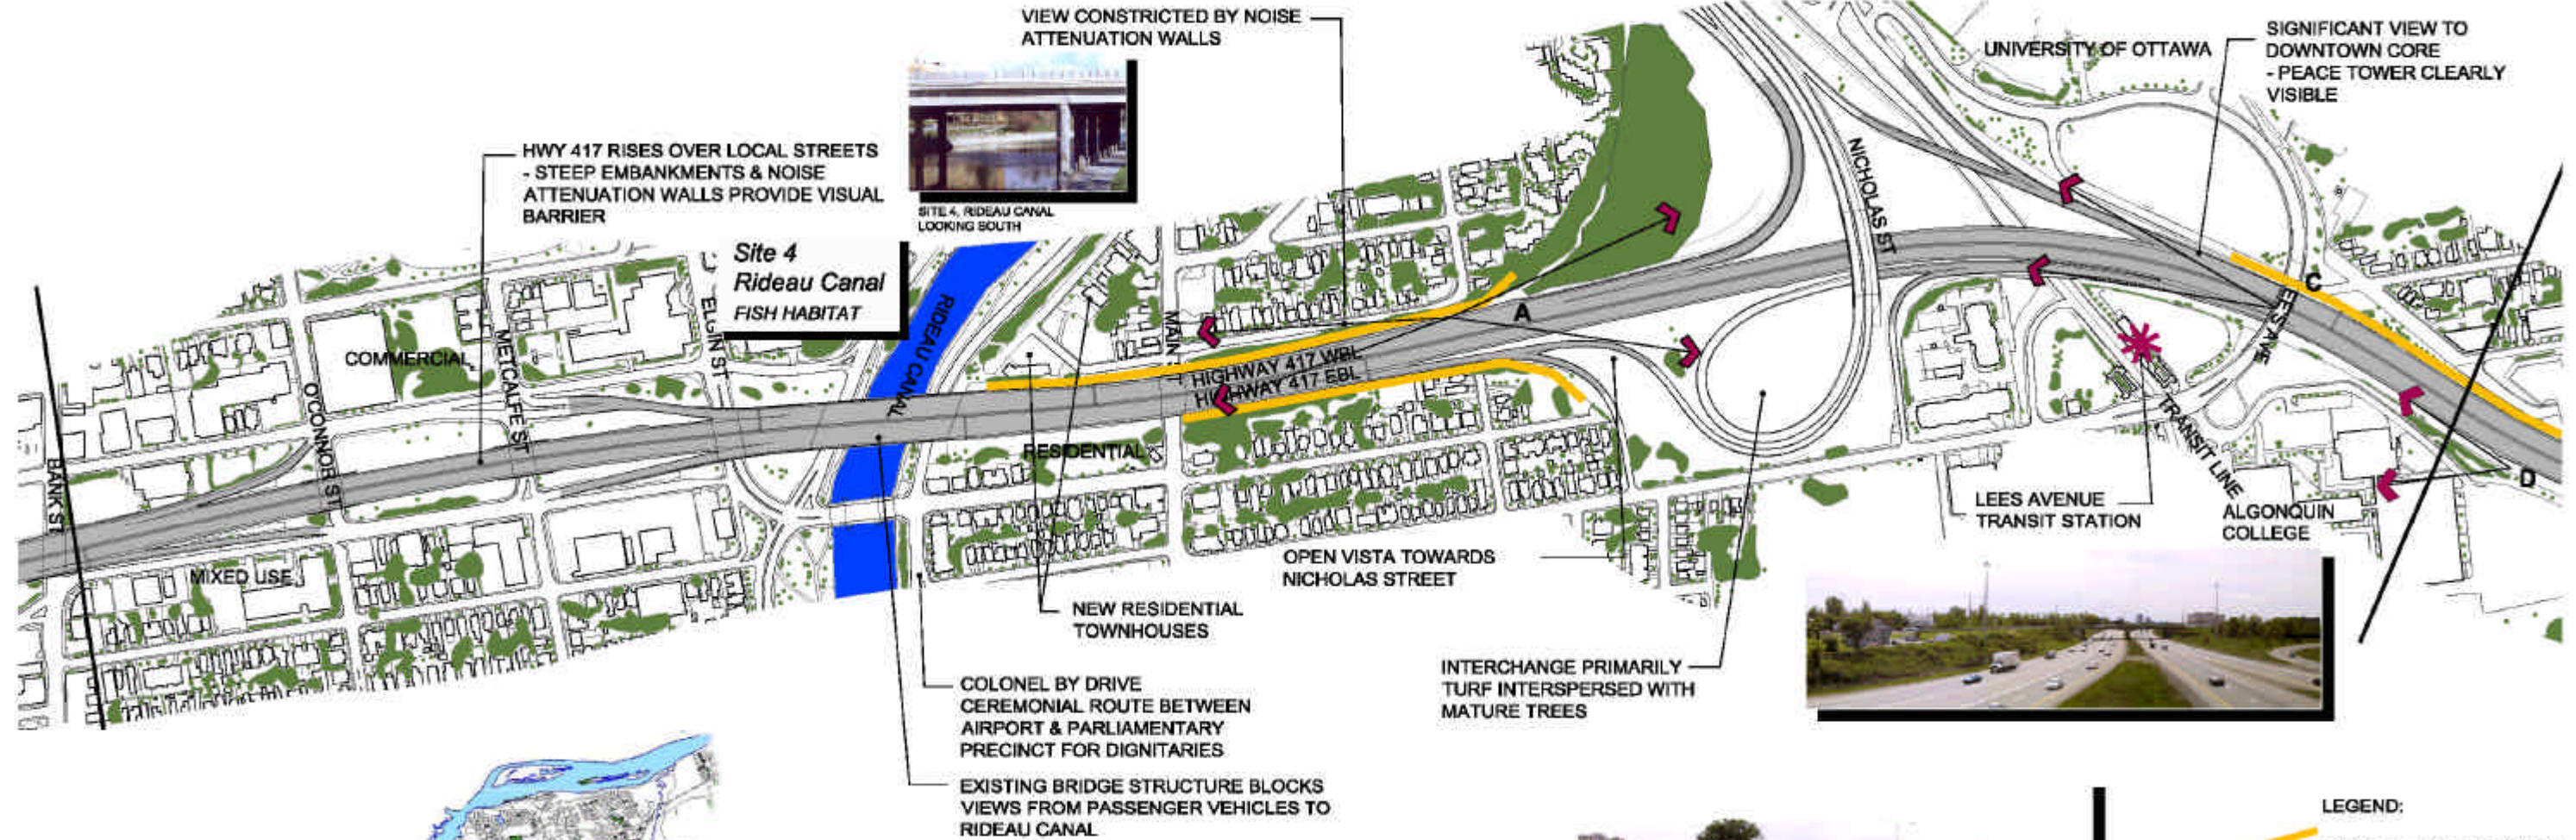 VIEW CONSTRICTED BY NOISE
ATTENUATION WALLS
UNIVERSITY OF OTTAWA
SIGNIFICANT VIEW TO
DOWNTOWN CORE
- PEACE TOWER CLEARLY
VISIBLE
HWY 417 RISES OVER LOCAL STREETS
- STEEP EMBANKMENTS & NOISE
ATTENUATION WALLS PROVIDE VISUAL
BARRIER
SITE 4, RIDEAU CANAL
LOOKING SOUTH
Site 4
Rideau Canal
FISH HABITAT
NICHOLAS ST
RIDEAU CANAL
ELGIN ST
MAIN
METCALFE ST
O'CONNOR ST
BANK ST
COMMERCIAL
HIGHWAY 417 WBL
HIGHWAY 417 EBL
A
C
LEES AVE
TRANSIT LINE
RESIDENTIAL
D
MIXED USE
LEES AVENUE
TRANSIT STATION
ALGONQUIN
COLLEGE
OPEN VISTA TOWARDS
NICHOLAS STREET
NEW RESIDENTIAL
TOWNHOUSES
INTERCHANGE PRIMARILY
TURF INTERSPERSED WITH
MATURE TREES
COLONEL BY DRIVE
CEREMONIAL ROUTE BETWEEN
AIRPORT & PARLIAMENTARY
PRECINCT FOR DIGNITARIES
EXISTING BRIDGE STRUCTURE BLOCKS
VIEWS FROM PASSENGER VEHICLES TO
RIDEAU CANAL
LEGEND: